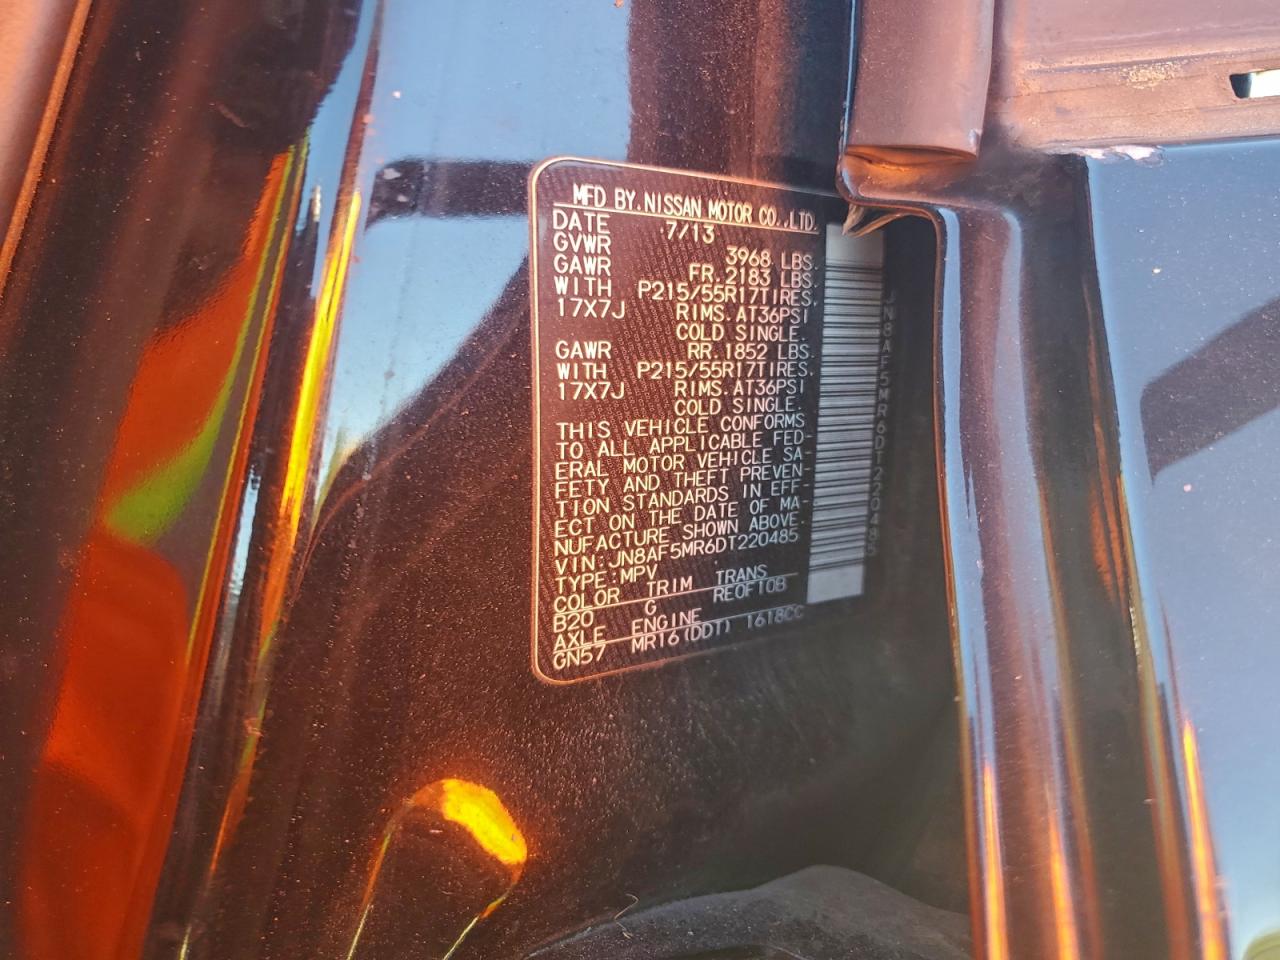 MFD BY. NISSAN MOTOR CO.,LTD.
DATE 7/13
GVWR 3968 LBS.
GAWR FR. 2183 LBS.
WITH P215/55R17TIRES,
17X7J RIMS. AT36PSI
COLD SINGLE.
GAWR RR. 1852 LBS.
WITH P215/55R17TIRES,
17X7J RIMS. AT36PSI
COLD SINGLE.
THIS VEHICLE CONFORMS
TO ALL APPLICABLE FED-
ERAL MOTOR VEHICLE SA-
FETY AND THEFT PREVEN-
TION STANDARDS IN EFF-
ECT ON THE DATE OF MA-
NUFACTURE SHOWN ABOVE.
VIN:JN8AF5MR6DT220485
TYPE:MPV
COLOR TRIM TRANS
B20 G RE0F10B
AXLE ENGINE
GN57 MR16(DDT) 1618CC
JN8AF5MR6DT220485